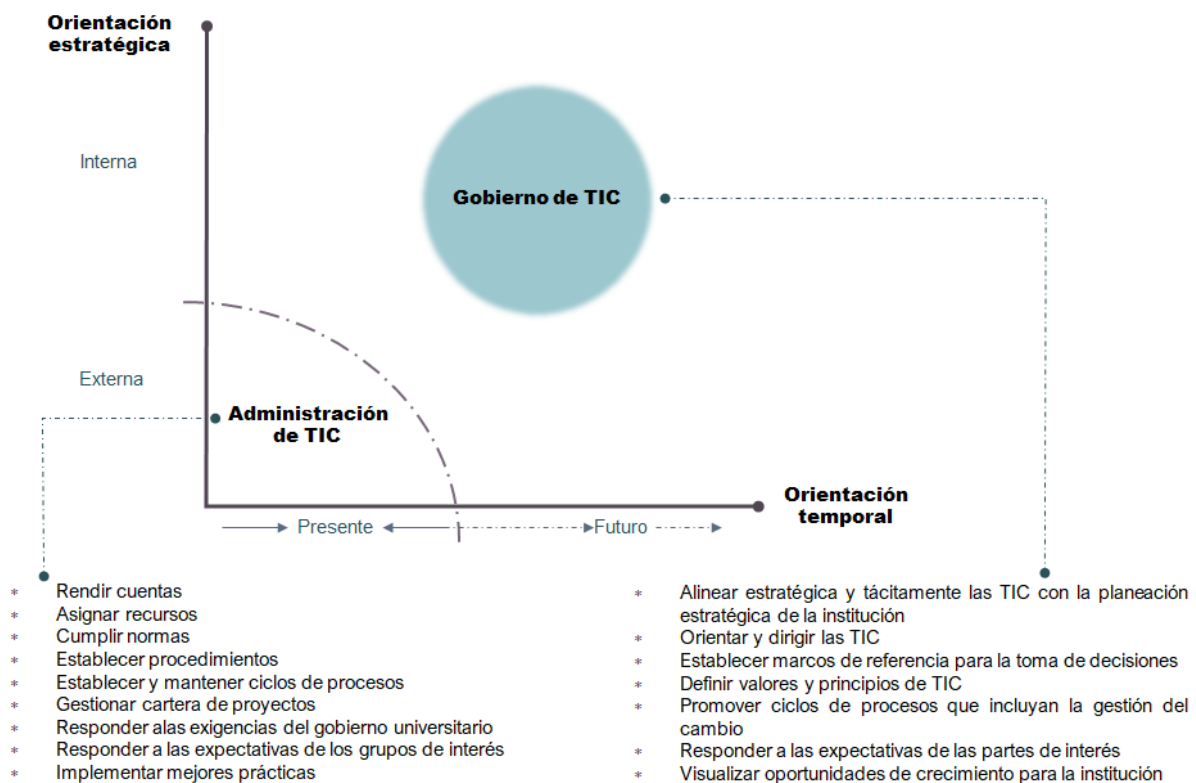 Orientación
estratégica
Interna
Gobierno de TIC
Externa
Administración
de TIC
Orientación
temporal
Presente
Futuro
* Rendir cuentas
* Asignar recursos
* Cumplir normas
* Establecer procedimientos
* Establecer y mantener ciclos de procesos
* Gestionar cartera de proyectos
* Responder alas exigencias del gobierno universitario
* Responder a las expectativas de los grupos de interés
* Implementar mejores prácticas
* Alinear estratégica y tácitamente las TIC con la planeación
estratégica de la institución
* Orientar y dirigir las TIC
* Establecer marcos de referencia para la toma de decisiones
* Definir valores y principios de TIC
* Promover ciclos de procesos que incluyan la gestión del
cambio
* Responder a las expectativas de las partes de interés
* Visualizar oportunidades de crecimiento para la institución